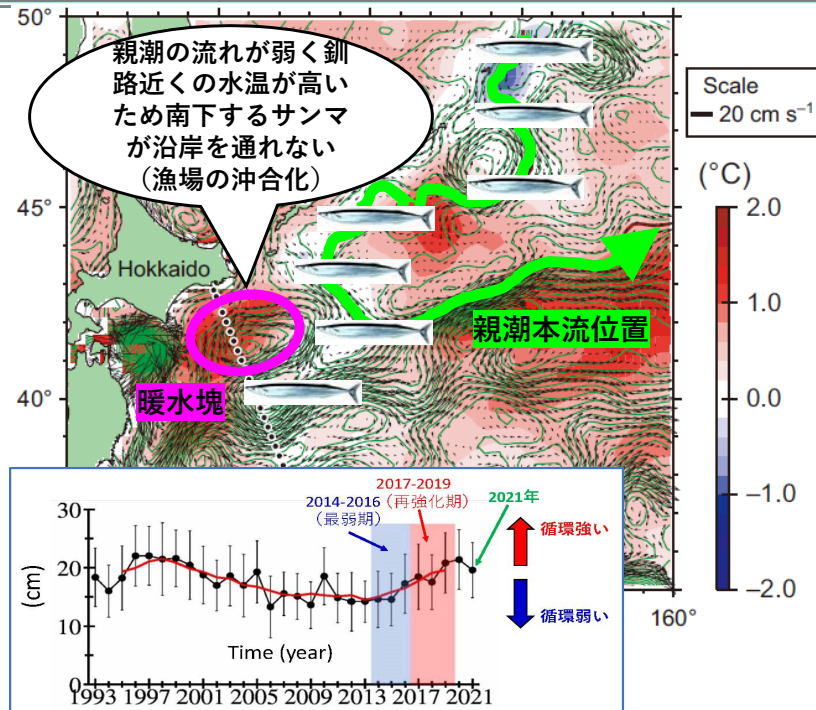 50°
親潮の流れが弱く釧
路近くの水温が高い
ため南下するサンマ
が沿岸を通れない
（漁場の沖合化）
Scale
20 cm s⁻¹
(°C)
45°
2.0
Hokkaido
1.0
親潮本流位置
40°
暖水塊
0.0
−1.0
−2.0
160°
2017-2019
（再強化期）
2014-2016
（最弱期）
2021年
循環強い
循環弱い
30
20
10
0
(cm)
Time (year)
1993 1997 2001 2005 2009 2013 2017 2021